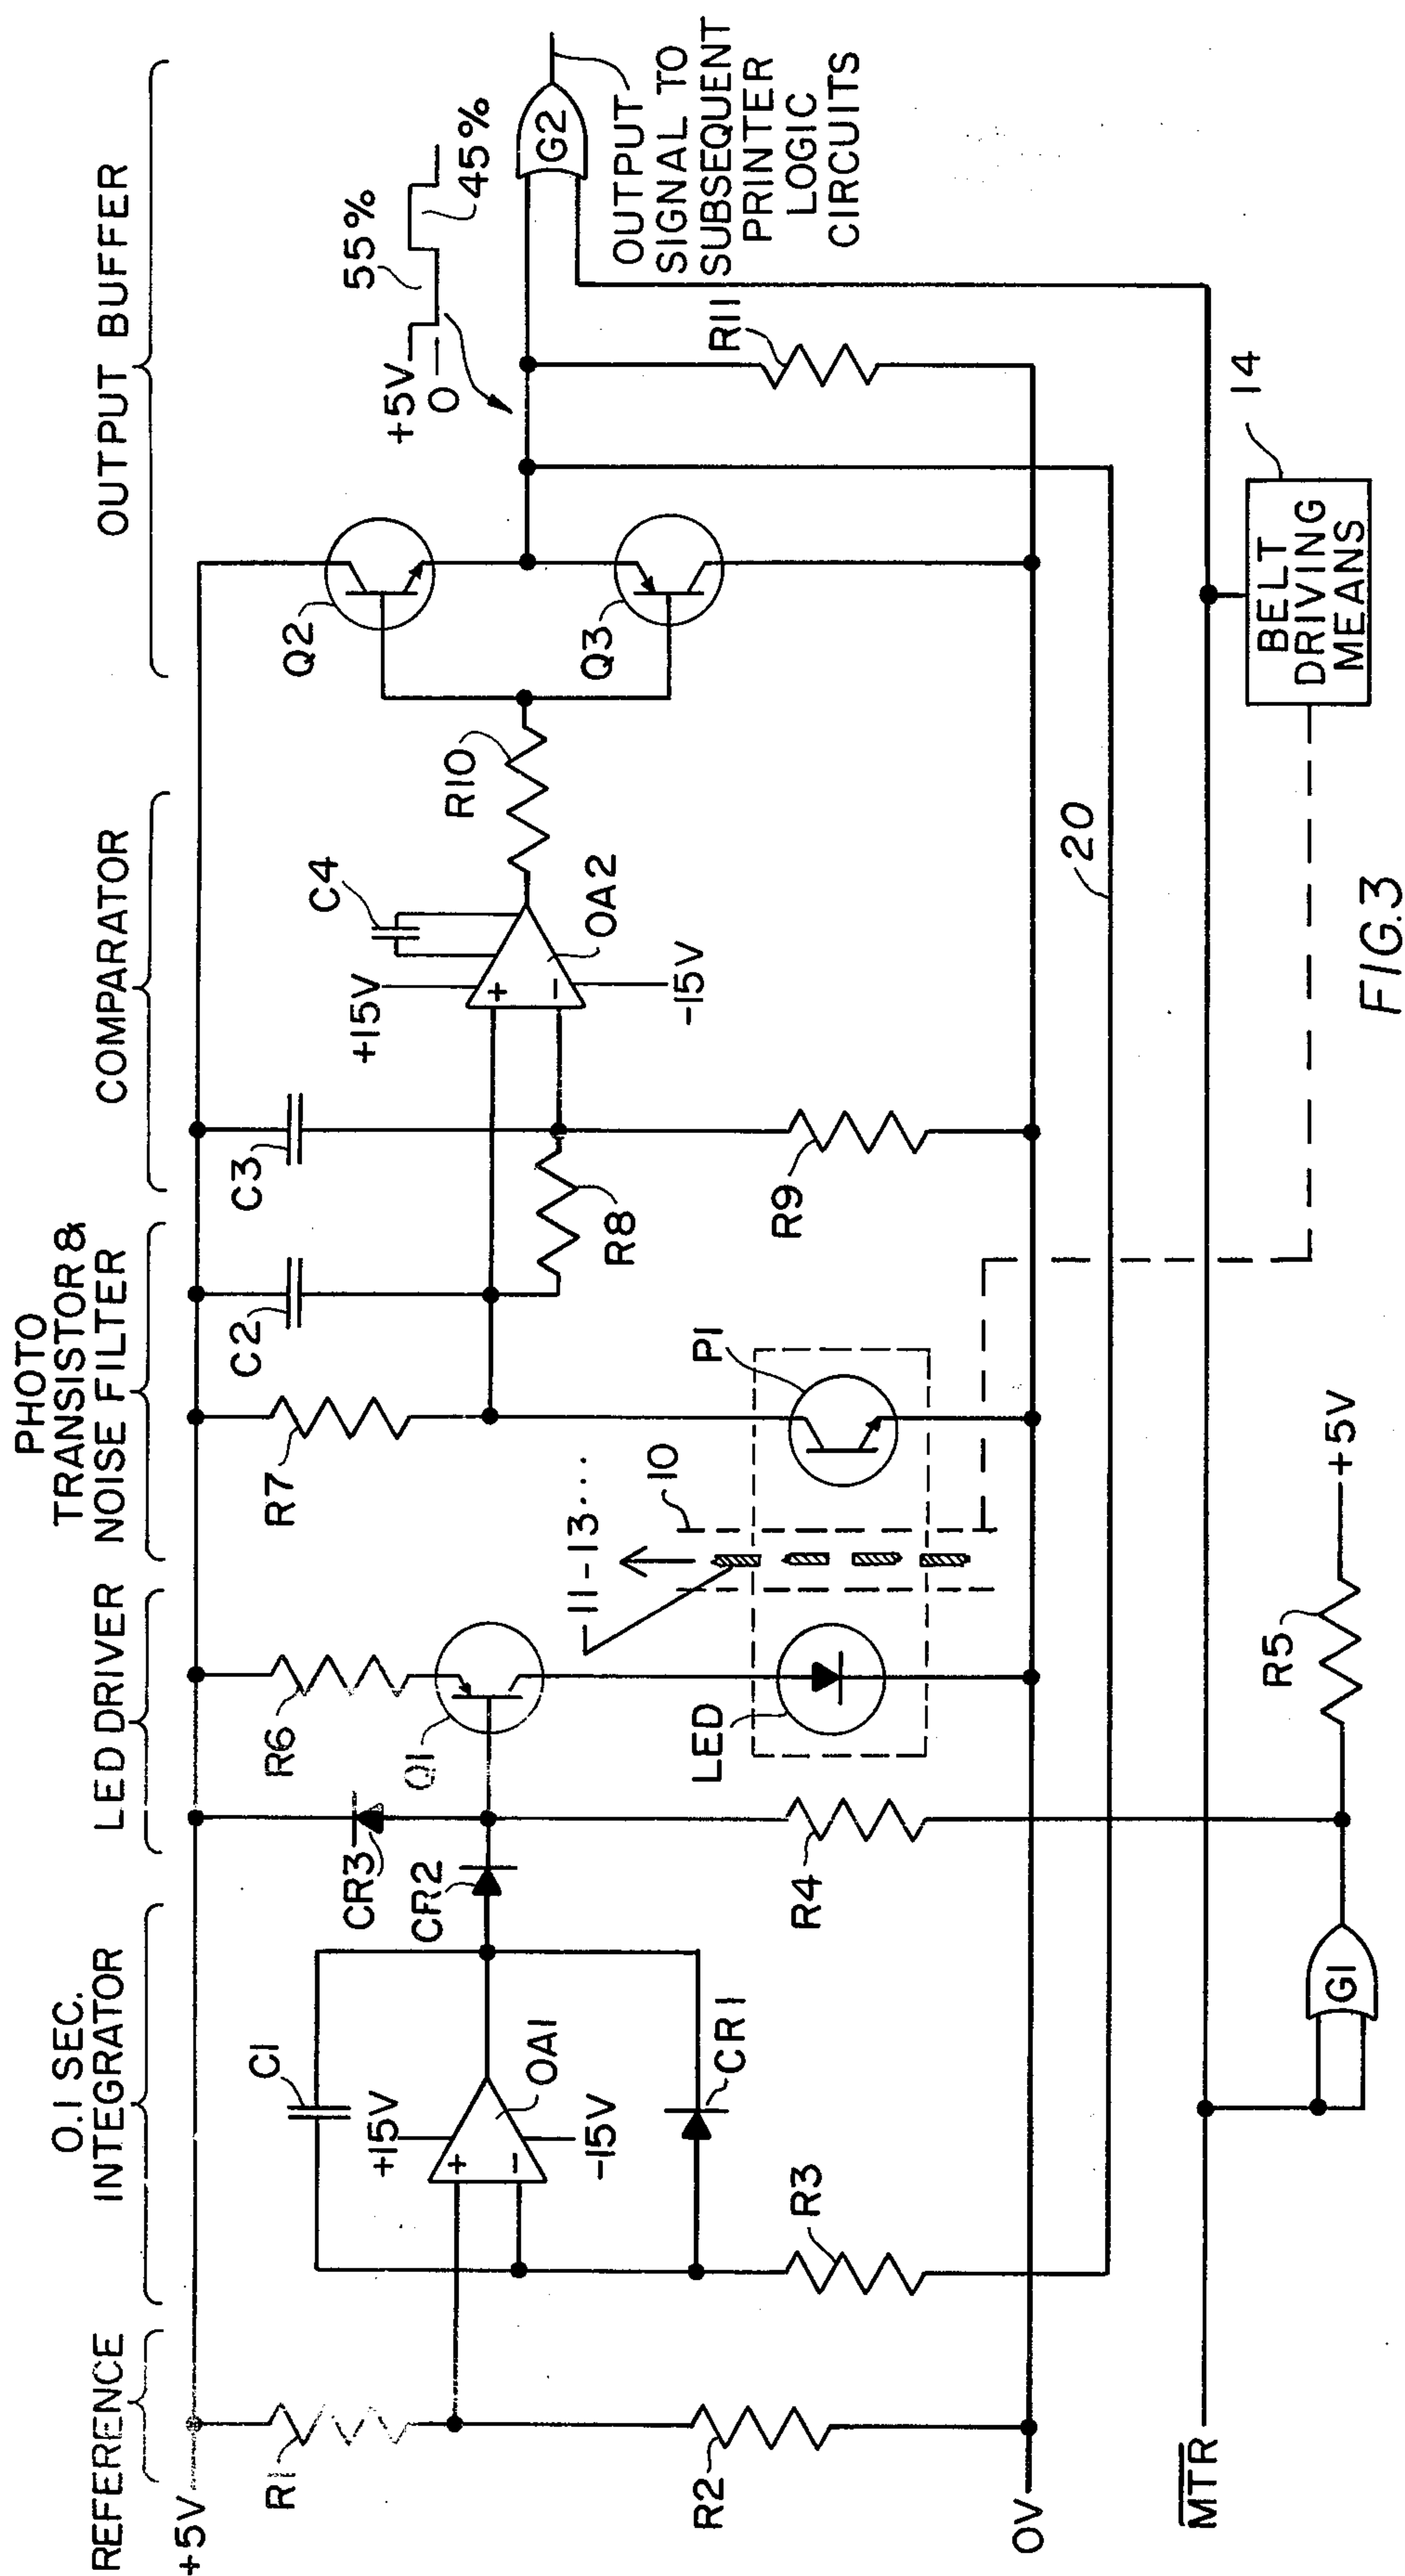 REFERENCE
0.1 SEC.
INTEGRATOR
LED DRIVER
PHOTO
TRANSISTOR &
NOISE FILTER
COMPARATOR
OUTPUT BUFFER
+5V
R1
R2
0V
MTR
C1
+15V
+
-
OA1
-15V
CR1
R3
CR3
CR2
R4
G1
R5
+5V
R6
Q1
LED
11-13...
10
R7
P1
C2
C3
R8
R9
+15V
+
-
C4
OA2
-15V
R10
20
Q2
Q3
+5V
0
55%
45%
R11
G2
OUTPUT
SIGNAL TO
SUBSEQUENT
PRINTER
LOGIC
CIRCUITS
14
BELT
DRIVING
MEANS
FIG.3